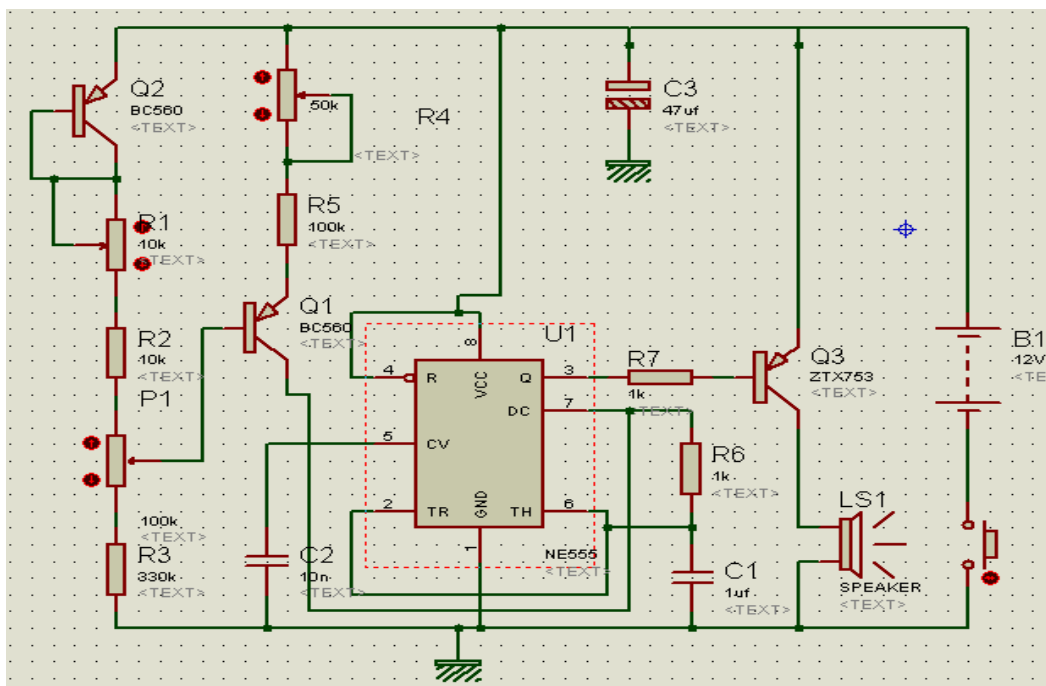 Q2
BC560
<TEXT>
50k
R4
<TEXT>
C3
47uf
<TEXT>
R1
10k
<TEXT>
R5
100k
<TEXT>
Q1
BC560
<TEXT>
R2
10k
<TEXT>
P1
100k
<TEXT>
R3
330k
<TEXT>
C2
10n
<TEXT>
U1
8
4
R
VCC
Q
3
DC
7
5
CV
2
TR
GND
TH
6
1
NE555
<TEXT>
R7
1k
<TEXT>
Q3
ZTX753
<TEXT>
R6
1k
<TEXT>
C1
1uf
<TEXT>
LS1
SPEAKER
<TEXT>
B1
12V
<TE